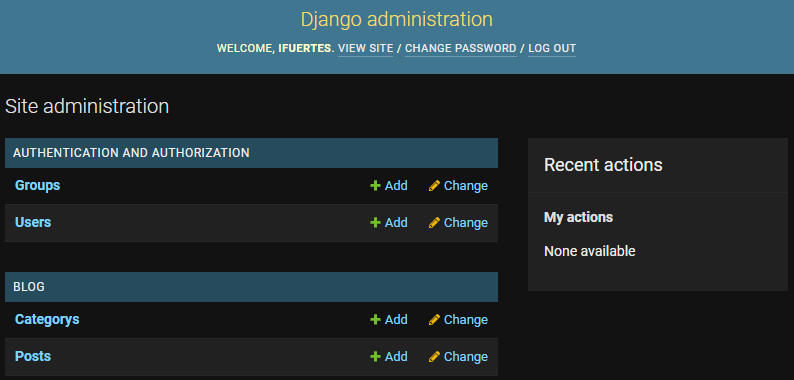 Django administration
WELCOME, IFUERTES. VIEW SITE / CHANGE PASSWORD / LOG OUT
Site administration
AUTHENTICATION AND AUTHORIZATION
Groups Add Change
Users Add Change
BLOG
Categorys Add Change
Posts Add Change
Recent actions
My actions
None available